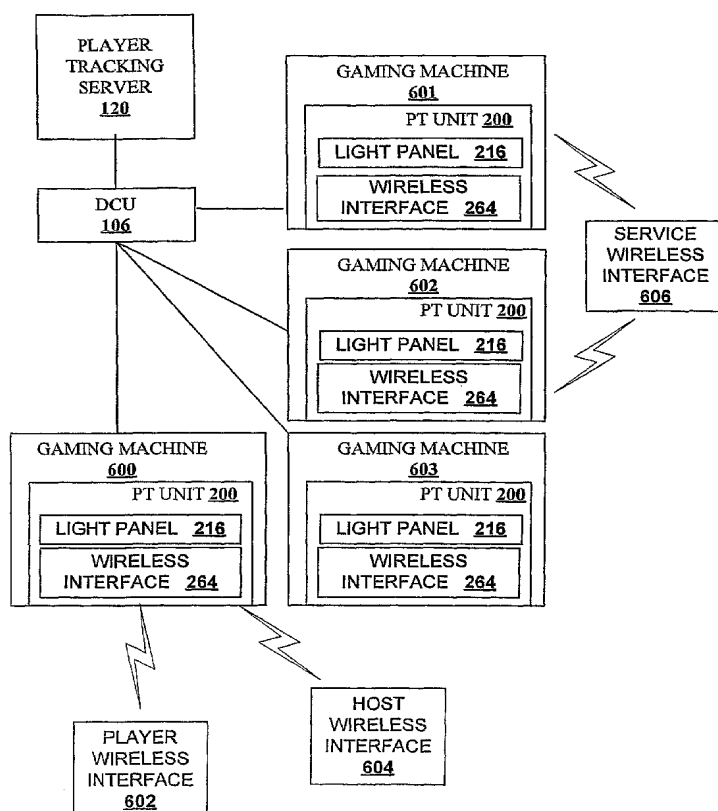 PLAYER
TRACKING
SERVER
120
DCU
106
GAMING MACHINE
601
PT UNIT 200
LIGHT PANEL 216
WIRELESS
INTERFACE 264
GAMING MACHINE
602
PT UNIT 200
LIGHT PANEL 216
WIRELESS
INTERFACE 264
SERVICE
WIRELESS
INTERFACE
606
GAMING MACHINE
600
PT UNIT 200
LIGHT PANEL 216
WIRELESS
INTERFACE 264
GAMING MACHINE
603
PT UNIT 200
LIGHT PANEL 216
WIRELESS
INTERFACE 264
PLAYER
WIRELESS
INTERFACE
602
HOST
WIRELESS
INTERFACE
604